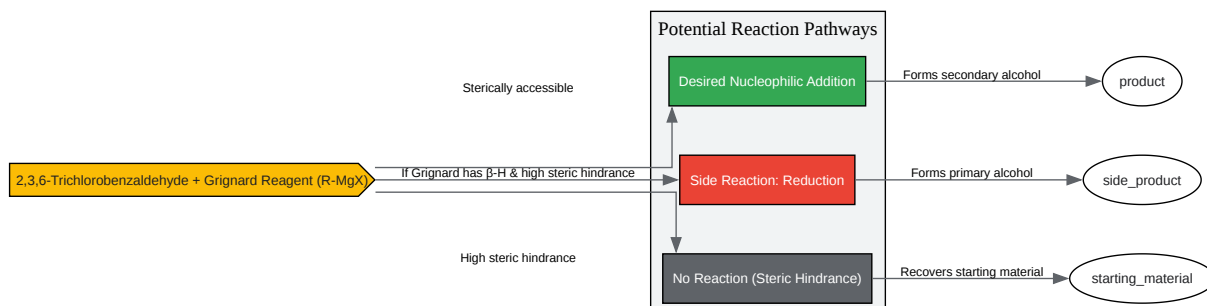 Potential Reaction Pathways
Sterically accessible
Desired Nucleophilic Addition
Forms secondary alcohol
product
2,3,6-Trichlorobenzaldehyde + Grignard Reagent (R-MgX)
If Grignard has β-H & high steric hindrance
Side Reaction: Reduction
Forms primary alcohol
side_product
High steric hindrance
No Reaction (Steric Hindrance)
Recovers starting material
starting_material